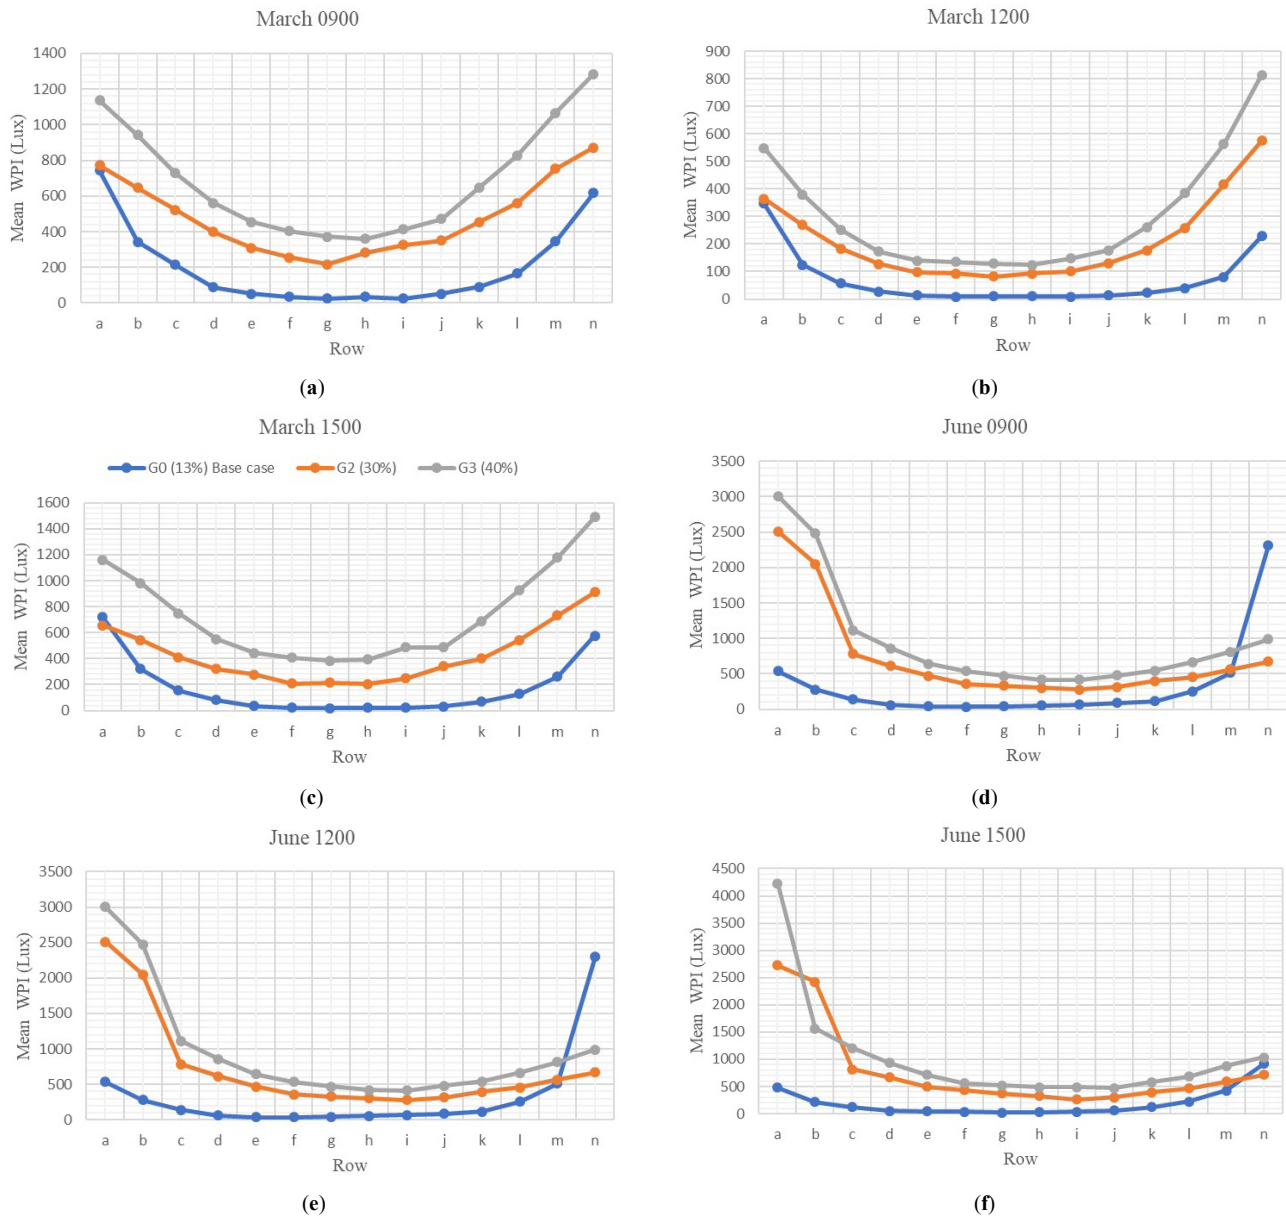 March 0900
Mean WPI (Lux)
1400
1200
1000
800
600
400
200
0
a b c d e f g h i j k l m n
Row
(a)
March 1200
Mean WPI (Lux)
900
800
700
600
500
400
300
200
100
0
a b c d e f g h i j k l m n
Row
(b)
March 1500
G0 (13%) Base case G2 (30%) G3 (40%)
Mean WPI (Lux)
1600
1400
1200
1000
800
600
400
200
0
a b c d e f g h i j k l m n
Row
(c)
June 0900
Mean WPI (Lux)
3500
3000
2500
2000
1500
1000
500
0
a b c d e f g h i j k l m n
Row
(d)
June 1200
Mean WPI (Lux)
3500
3000
2500
2000
1500
1000
500
0
a b c d e f g h i j k l m n
Row
(e)
June 1500
Mean WPI (Lux)
4500
4000
3500
3000
2500
2000
1500
1000
500
0
a b c d e f g h i j k l m n
Row
(f)